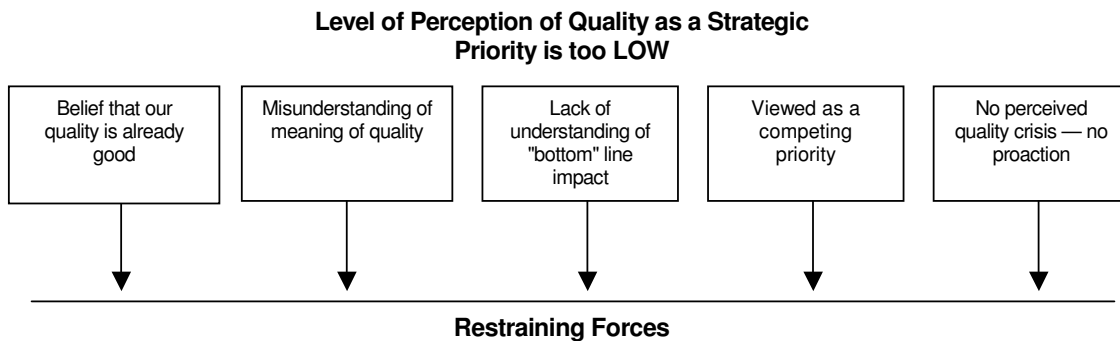 Level of Perception of Quality as a Strategic
Priority is too LOW
Belief that our
quality is already
good
Misunderstanding of
meaning of quality
Lack of
understanding of
"bottom" line
impact
Viewed as a
competing
priority
No perceived
quality crisis — no
proaction
Restraining Forces